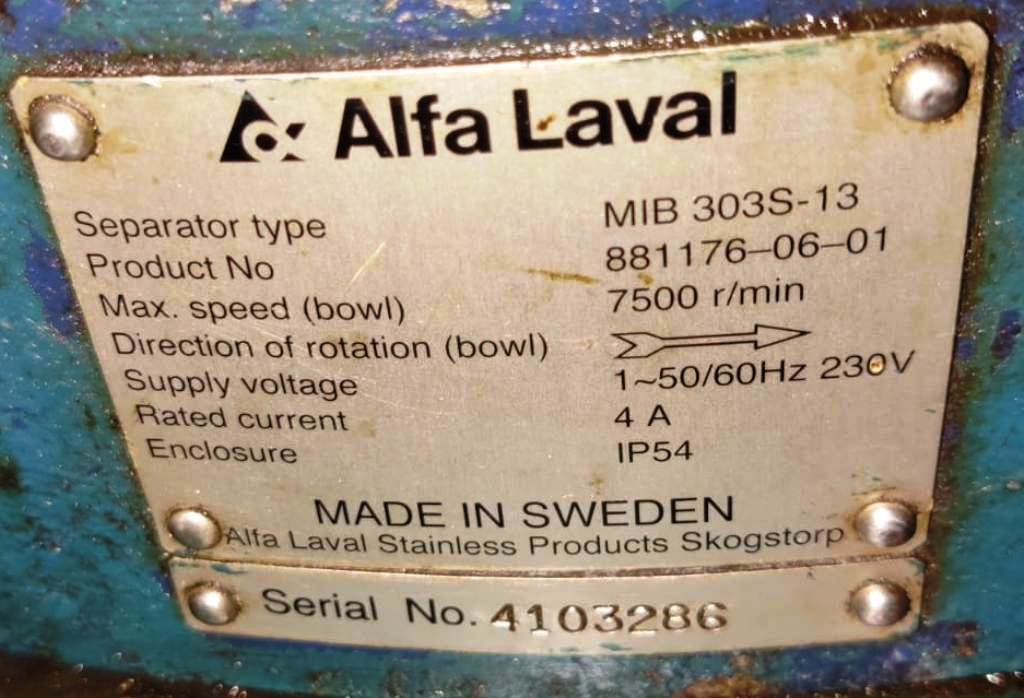 Alfa Laval
Separator type MIB 303S-13
Product No 881176-06-01
Max. speed (bowl) 7500 r/min
Direction of rotation (bowl)
Supply voltage 1~50/60Hz 230V
Rated current 4 A
Enclosure IP54
MADE IN SWEDEN
Alfa Laval Stainless Products Skogstorp
Serial No. 4103286